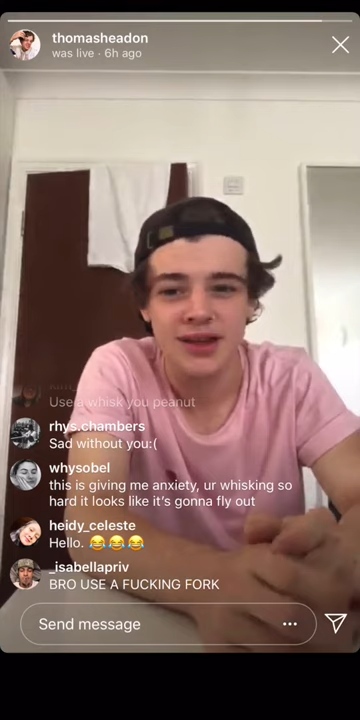 thomasheadon
was live · 6h ago
Use a whisk you peanut
rhys.chambers
Sad without you:(
whysobel
this is giving me anxiety, ur whisking so
hard it looks like it's gonna fly out
heidy_celeste
Hello. 😂😂😂
_isabellapriv
BRO USE A FUCKING FORK
Send message